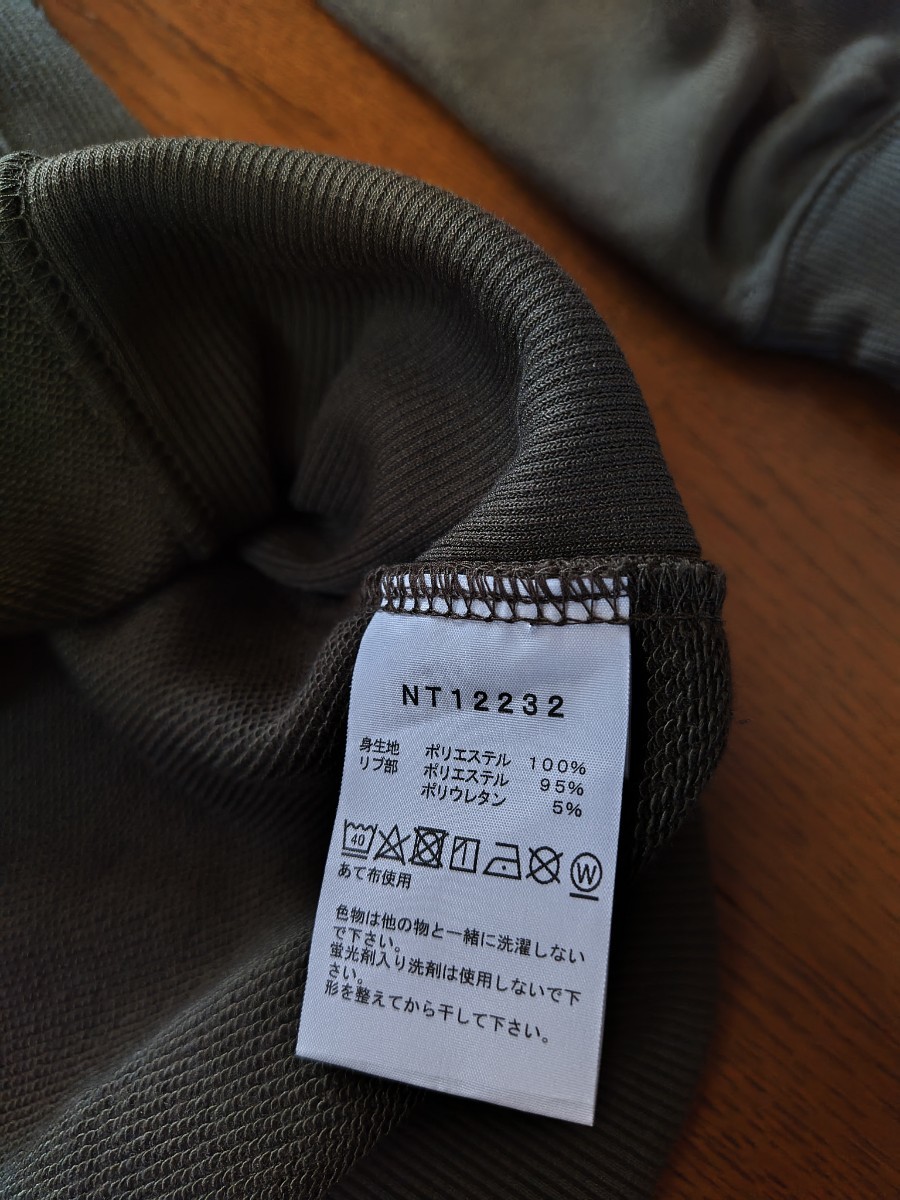 NT12232
身生地 ポリエステル 100%
リブ部 ポリエステル 95%
ポリウレタン 5%
40 W
あて布使用
色物は他の物と一緒に洗濯しない
で下さい。
蛍光剤入り洗剤は使用しないで下
さい。
形を整えてから干して下さい。